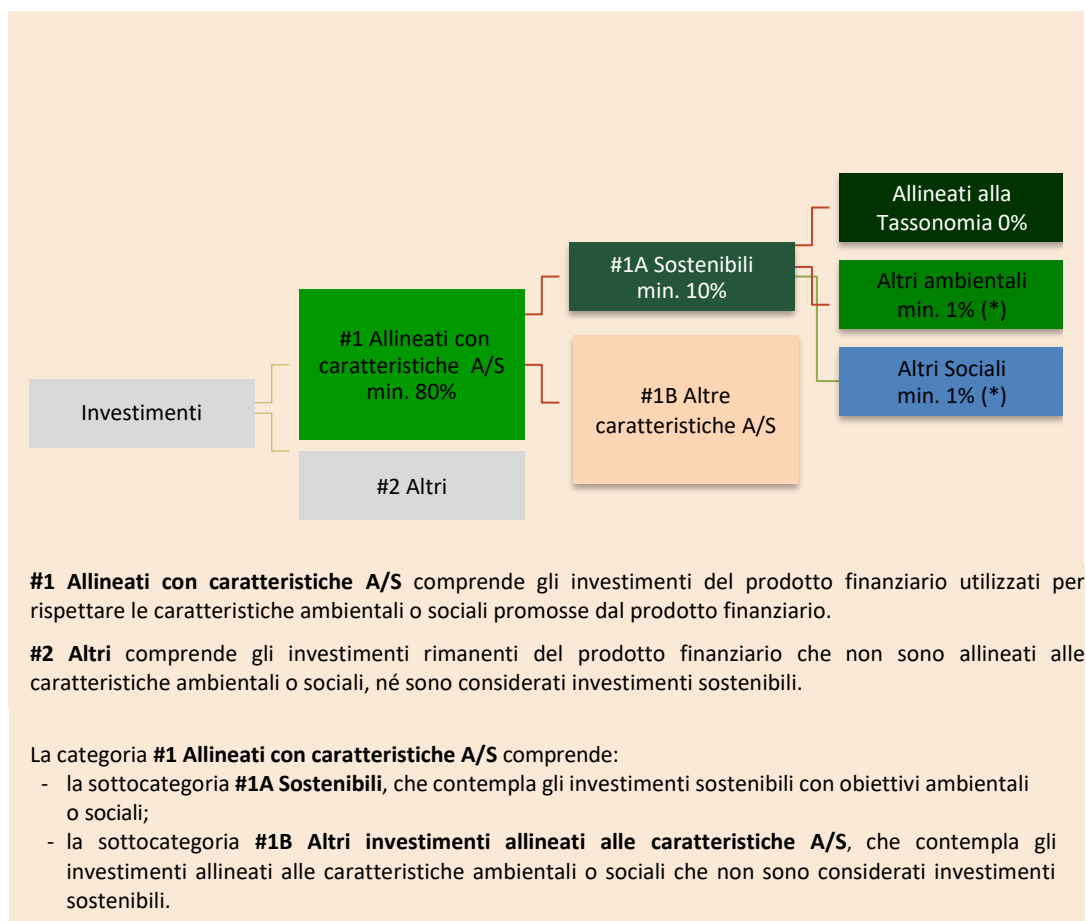 Allineati alla
Tassonomia 0%
#1A Sostenibili
min. 10%
Altri ambientali
min. 1% (*)
#1 Allineati con
caratteristiche A/S
min. 80%
Altri Sociali
min. 1% (*)
Investimenti
#1B Altre
caratteristiche A/S
#2 Altri
#1 Allineati con caratteristiche A/S comprende gli investimenti del prodotto finanziario utilizzati per
rispettare le caratteristiche ambientali o sociali promosse dal prodotto finanziario.
#2 Altri comprende gli investimenti rimanenti del prodotto finanziario che non sono allineati alle
caratteristiche ambientali o sociali, né sono considerati investimenti sostenibili.
La categoria #1 Allineati con caratteristiche A/S comprende:
- la sottocategoria #1A Sostenibili, che contempla gli investimenti sostenibili con obiettivi ambientali
o sociali;
- la sottocategoria #1B Altri investimenti allineati alle caratteristiche A/S, che contempla gli
investimenti allineati alle caratteristiche ambientali o sociali che non sono considerati investimenti
sostenibili.